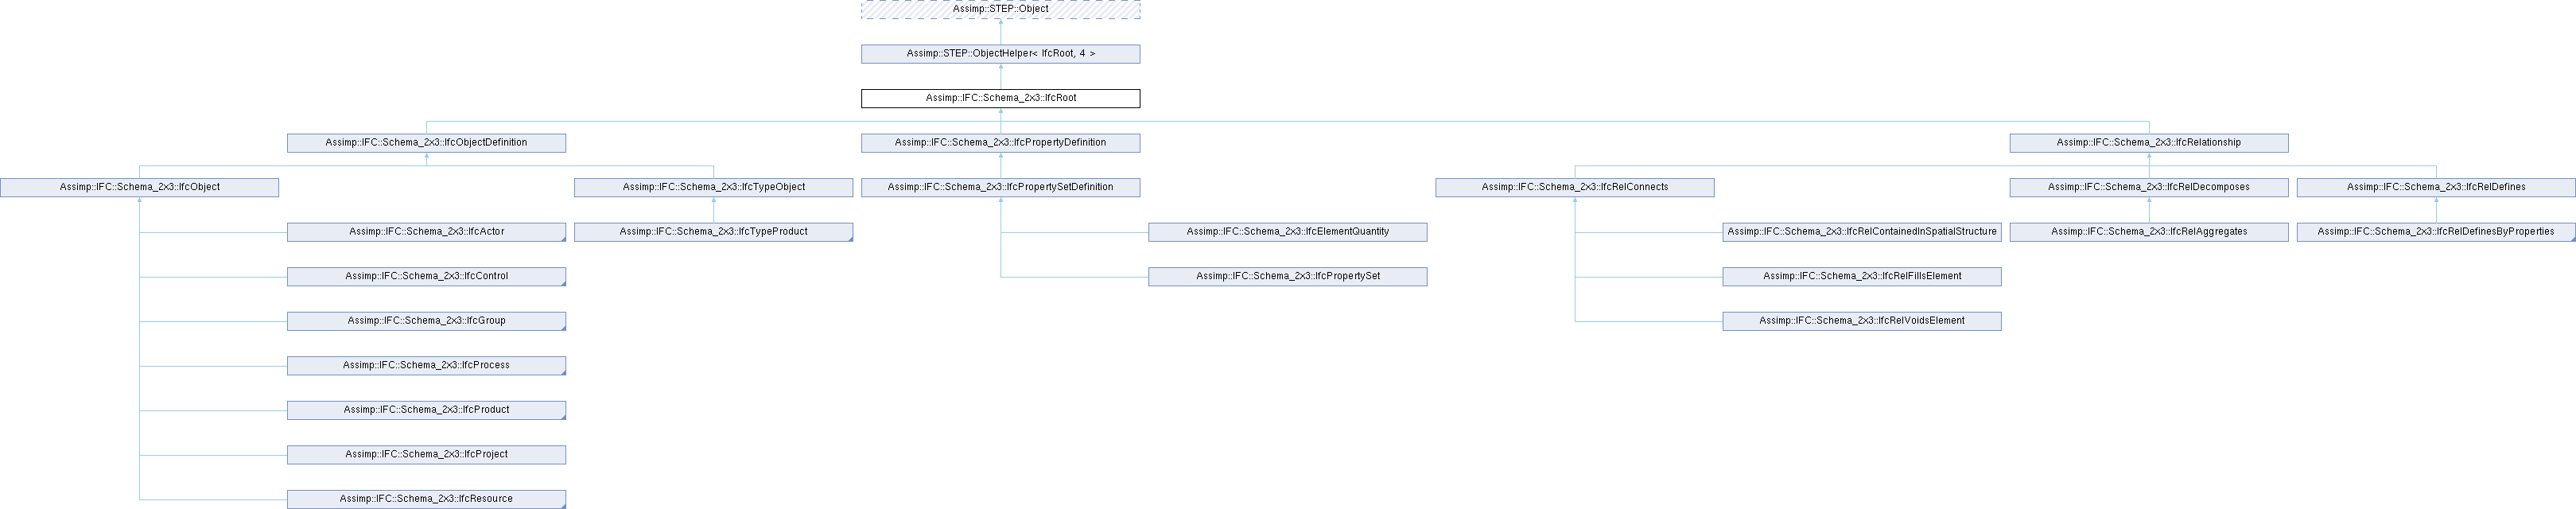 Assimp::STEP::Object
Assimp::STEP::ObjectHelper< IfcRoot, 4 >
Assimp::IFC::Schema_2x3::IfcRoot
Assimp::IFC::Schema_2x3::IfcObjectDefinition
Assimp::IFC::Schema_2x3::IfcPropertyDefinition
Assimp::IFC::Schema_2x3::IfcRelationship
Assimp::IFC::Schema_2x3::IfcObject
Assimp::IFC::Schema_2x3::IfcTypeObject
Assimp::IFC::Schema_2x3::IfcPropertySetDefinition
Assimp::IFC::Schema_2x3::IfcRelConnects
Assimp::IFC::Schema_2x3::IfcRelDecomposes
Assimp::IFC::Schema_2x3::IfcRelDefines
Assimp::IFC::Schema_2x3::IfcActor
Assimp::IFC::Schema_2x3::IfcTypeProduct
Assimp::IFC::Schema_2x3::IfcElementQuantity
Assimp::IFC::Schema_2x3::IfcRelContainedInSpatialStructure
Assimp::IFC::Schema_2x3::IfcRelAggregates
Assimp::IFC::Schema_2x3::IfcRelDefinesByProperties
Assimp::IFC::Schema_2x3::IfcControl
Assimp::IFC::Schema_2x3::IfcPropertySet
Assimp::IFC::Schema_2x3::IfcRelFillsElement
Assimp::IFC::Schema_2x3::IfcGroup
Assimp::IFC::Schema_2x3::IfcRelVoidsElement
Assimp::IFC::Schema_2x3::IfcProcess
Assimp::IFC::Schema_2x3::IfcProduct
Assimp::IFC::Schema_2x3::IfcProject
Assimp::IFC::Schema_2x3::IfcResource